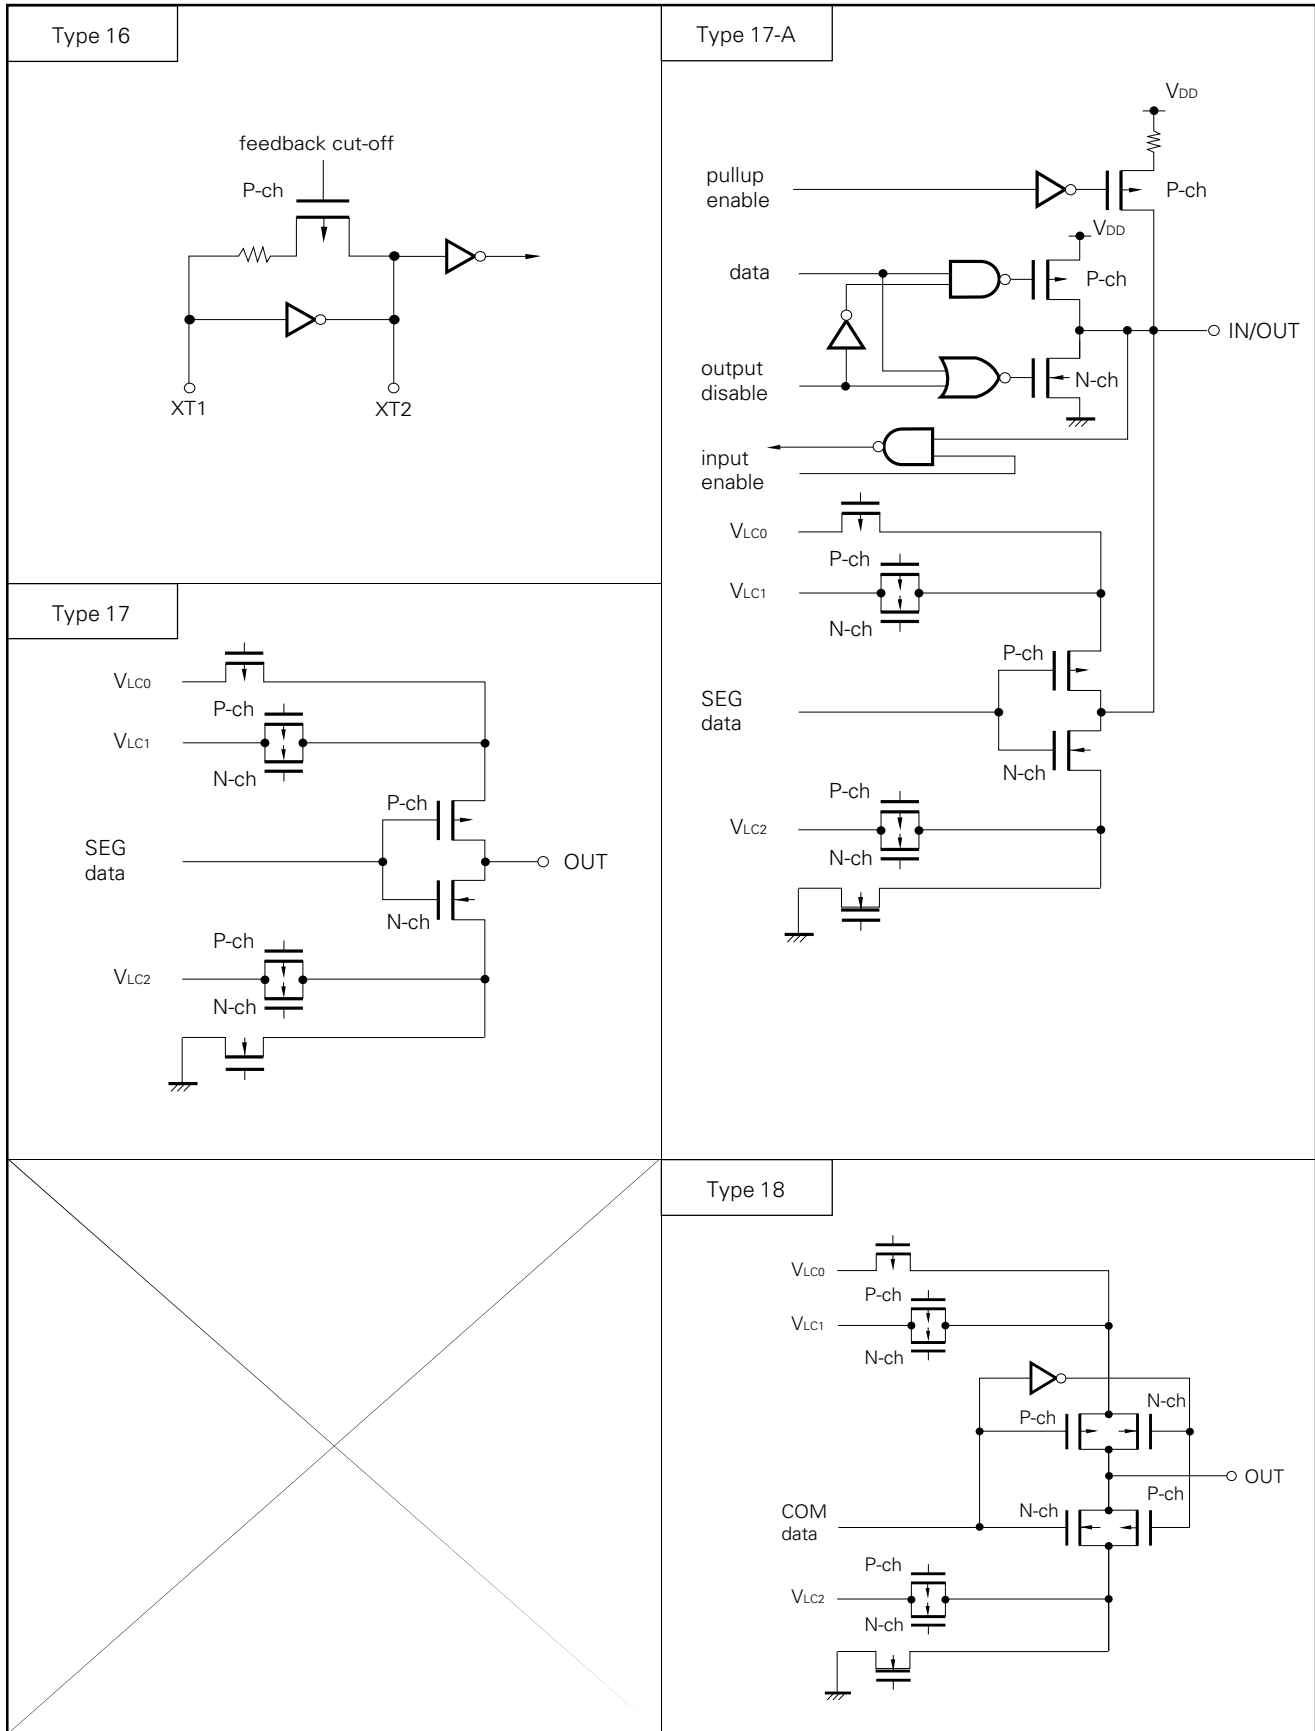 Type 16
feedback cut-off
P-ch
XT1
XT2
Type 17-A
VDD
pullup
enable
P-ch
VDD
data
P-ch
IN/OUT
output
disable
N-ch
input
enable
VLC0
P-ch
VLC1
N-ch
P-ch
SEG
data
N-ch
P-ch
VLC2
N-ch
Type 17
VLC0
P-ch
VLC1
N-ch
P-ch
SEG
data
OUT
N-ch
P-ch
VLC2
N-ch
Type 18
VLC0
P-ch
VLC1
N-ch
N-ch
P-ch
OUT
P-ch
N-ch
COM
data
P-ch
VLC2
N-ch